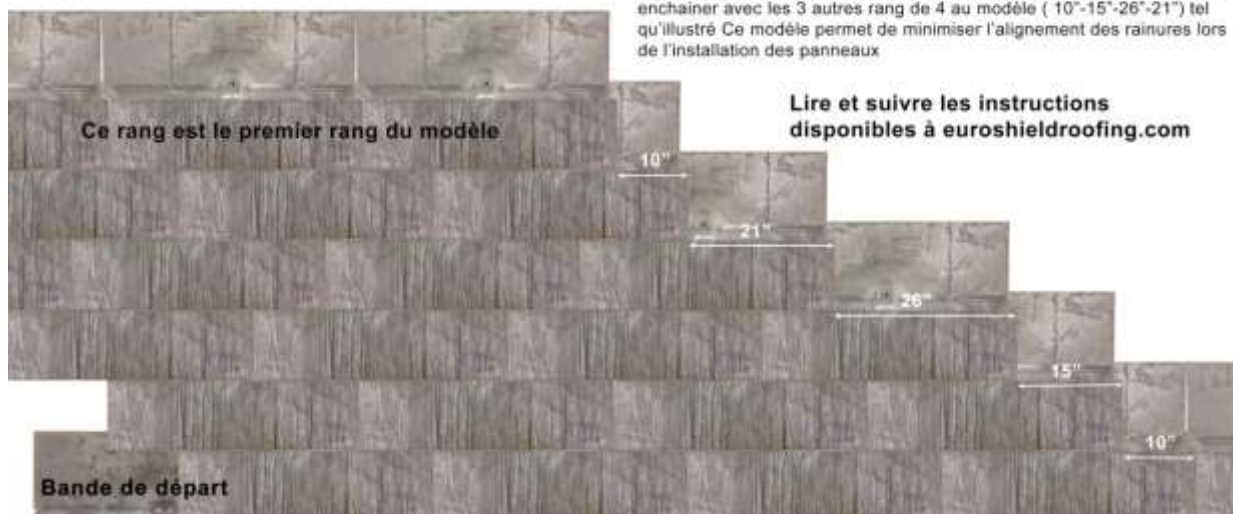 enchainer avec les 3 autres rang de 4 au modèle ( 10"-15"-26"-21") tel
qu'illustré Ce modèle permet de minimiser l'alignement des rainures lors
de l'installation des panneaux
Lire et suivre les instructions
disponibles à euroshieldroofing.com
Ce rang est le premier rang du modèle
10"
21"
26"
15"
10"
Bande de départ